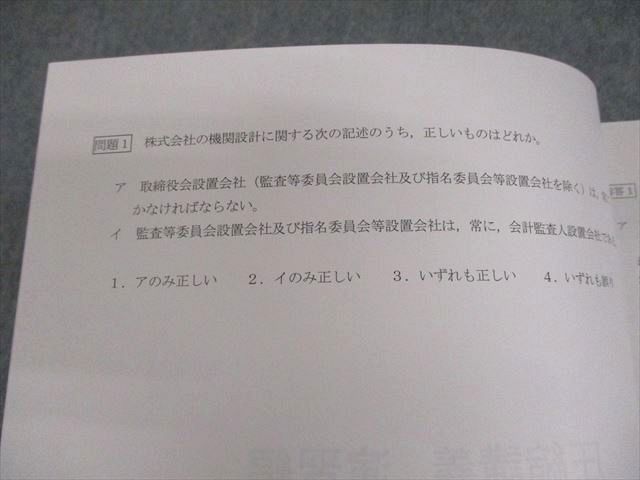 問題1 株式会社の機関設計に関する次の記述のうち，正しいものはどれか。
ア 取締役会設置会社（監査等委員会設置会社及び指名委員会等設置会社を除く）は，
かなければならない。
イ 監査等委員会設置会社及び指名委員会等設置会社は，常に，会計監査人設置会社であ
1．アのみ正しい 2．イのみ正しい 3．いずれも正しい 4．いずれも誤
答1
ア